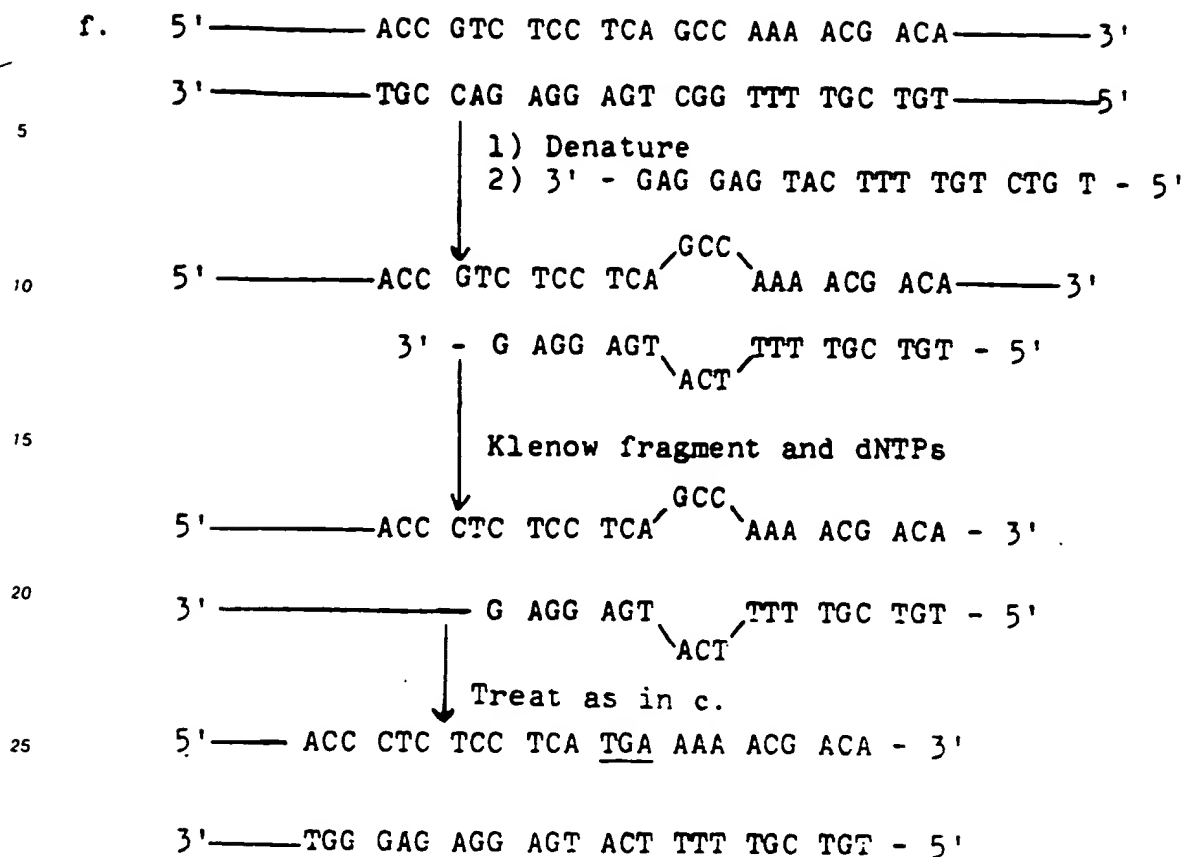 f. 5' ACC GTC TCC TCA GCC AAA ACG ACA 3'
3' TGC CAG AGG AGT CGG TTT TGC TGT 5'
5
1) Denature
2) 3' - GAG GAG TAC TTT TGT CTG T - 5'
GCC
10 5' ACC GTC TCC TCA AAA ACG ACA 3'
3' - G AGG AGT TTT TGC TGT - 5'
ACT
15 Klenow fragment and dNTPs
GCC
5' ACC CTC TCC TCA AAA ACG ACA - 3'
20 3' G AGG AGT TTT TGC TGT - 5'
ACT
Treat as in c.
25 5' ACC CTC TCC TCA TGA AAA ACG ACA - 3'
3' TGG GAG AGG AGT ACT TTT TGC TGT - 5'